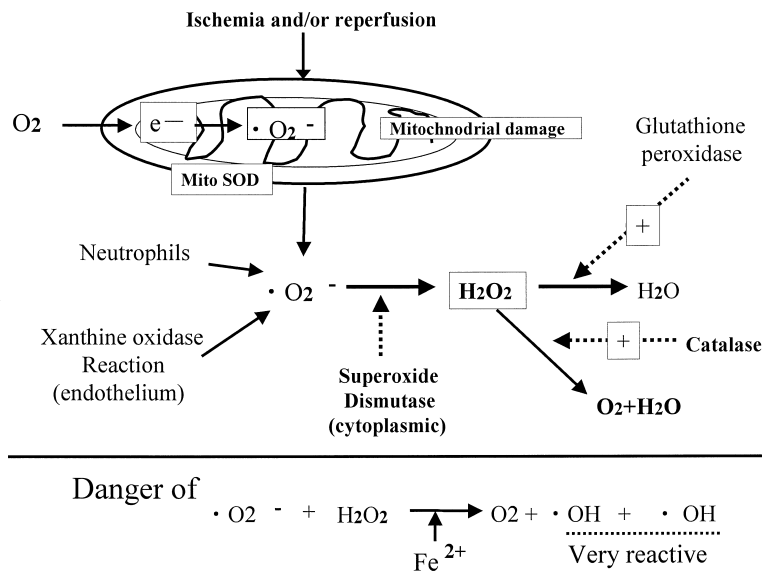 Ischemia and/or reperfusion
O2
e—
· O2 -
Mitochnodrial damage
Mito SOD
Glutathione
peroxidase
+
Neutrophils
· O2 -
H2O2
H2O
Xanthine oxidase
Reaction
(endothelium)
+
Catalase
Superoxide
Dismutase
(cytoplasmic)
O2+H2O
Danger of
· O2 - + H2O2 O2 + · OH + · OH
Fe 2+
Very reactive